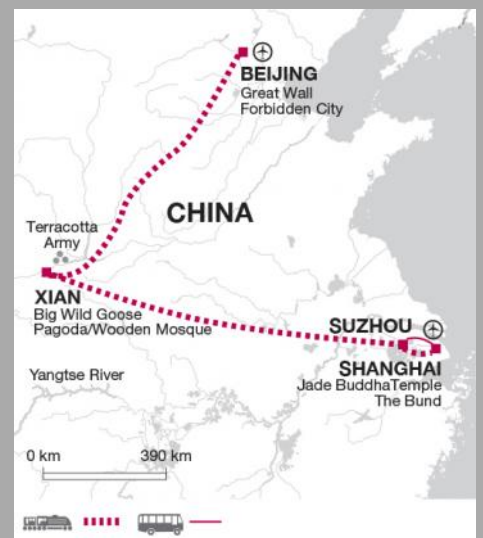 BEIJING
Great Wall
Forbidden City
CHINA
Terracotta
Army
XIAN
Big Wild Goose
Pagoda/Wooden Mosque
SUZHOU
SHANGHAI
Jade BuddhaTemple
The Bund
Yangtse River
0 km 390 km